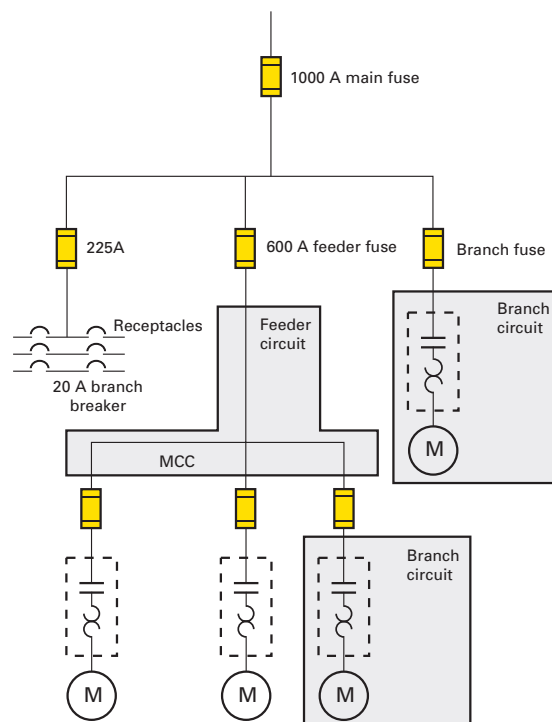 1000 A main fuse
225A
600 A feeder fuse
Branch fuse
Receptacles
20 A branch
breaker
Feeder
circuit
Branch
circuit
M
MCC
Branch
circuit
M
M
M